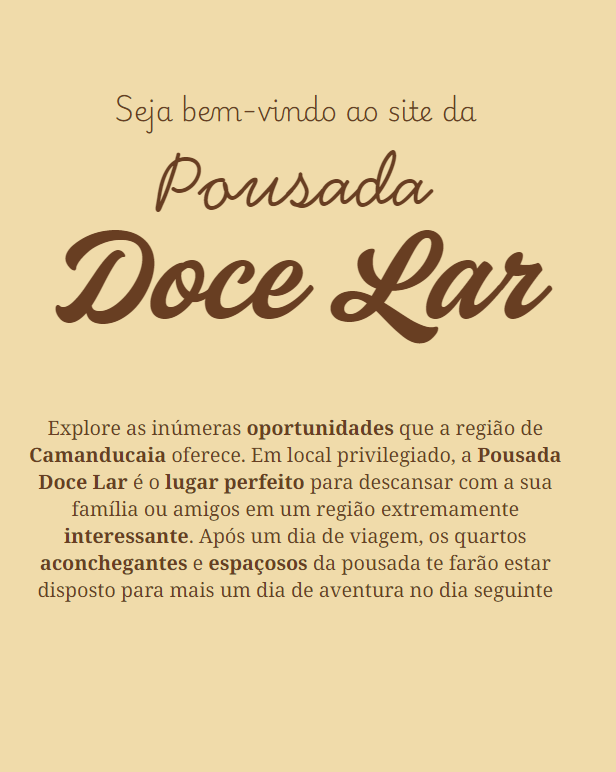 Seja bem-vindo ao site da
Pousada
Doce Lar
Explore as inúmeras oportunidades que a região de
Camanducaia oferece. Em local privilegiado, a Pousada
Doce Lar é o lugar perfeito para descansar com a sua
família ou amigos em um região extremamente
interessante. Após um dia de viagem, os quartos
aconchegantes e espaçosos da pousada te farão estar
disposto para mais um dia de aventura no dia seguinte